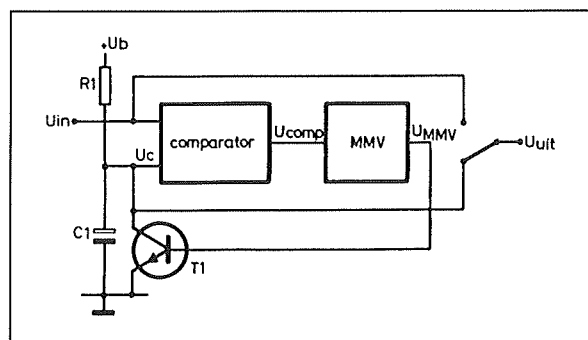 +Ub
R1
Uin
Uc
comparator
Ucomp
MMV
UMMV
Uuit
C1
T1